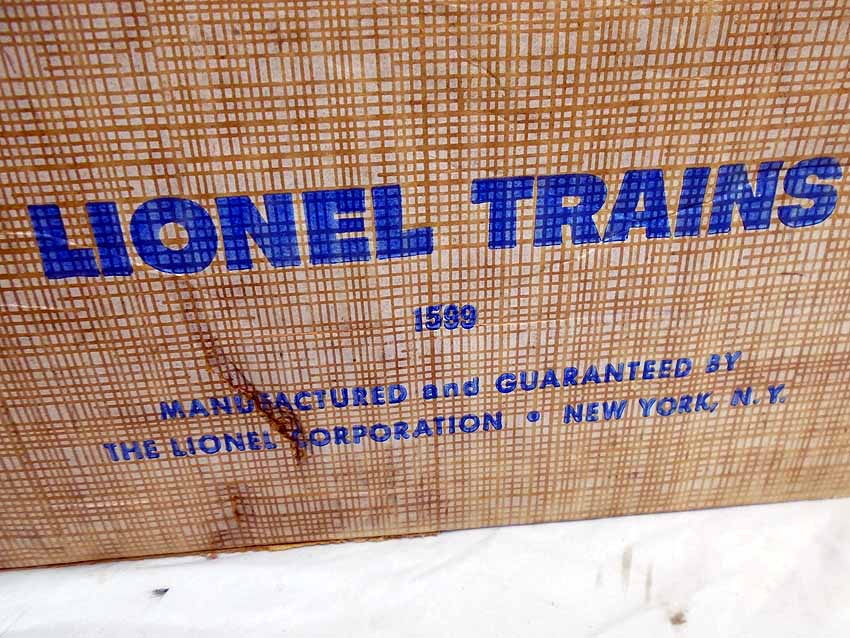 LIONEL TRAINS
1599
MANUFACTURED and GUARANTEED BY
THE LIONEL CORPORATION • NEW YORK, N. Y.